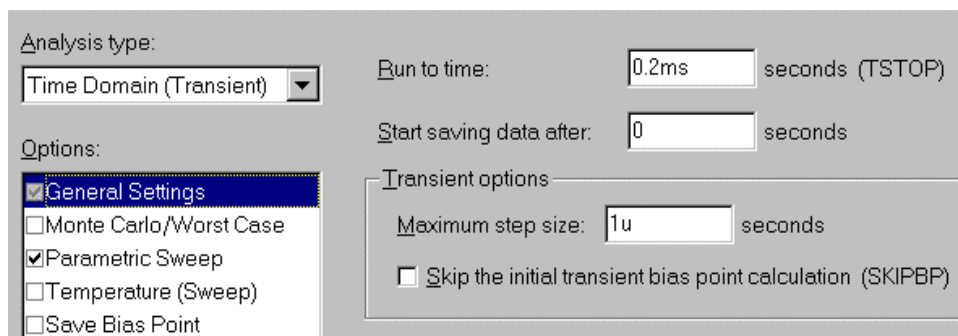 Analysis type:
Time Domain (Transient)
Options:
General Settings
Monte Carlo/Worst Case
Parametric Sweep
Temperature (Sweep)
Save Bias Point
Run to time: 0.2ms seconds (TSTOP)
Start saving data after: 0 seconds
Transient options
Maximum step size: 1u seconds
Skip the initial transient bias point calculation (SKIPBP)